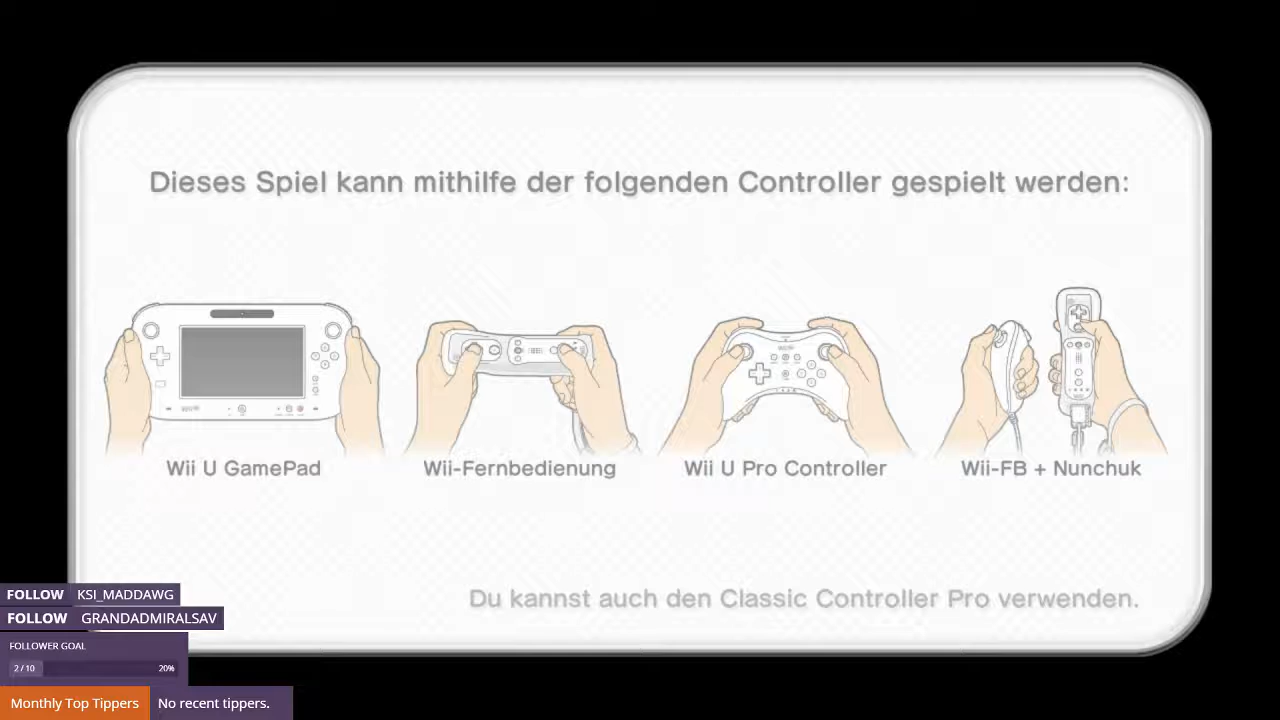 Dieses Spiel kann mithilfe der folgenden Controller gespielt werden:
Wii U GamePad
Wii-Fernbedienung
Wii U Pro Controller
Wii-FB + Nunchuk
Du kannst auch den Classic Controller Pro verwenden.
FOLLOW KSI_MADDAWG
FOLLOW GRANDADMIRALSAV
FOLLOWER GOAL
2 / 10 20%
Monthly Top Tippers No recent tippers.